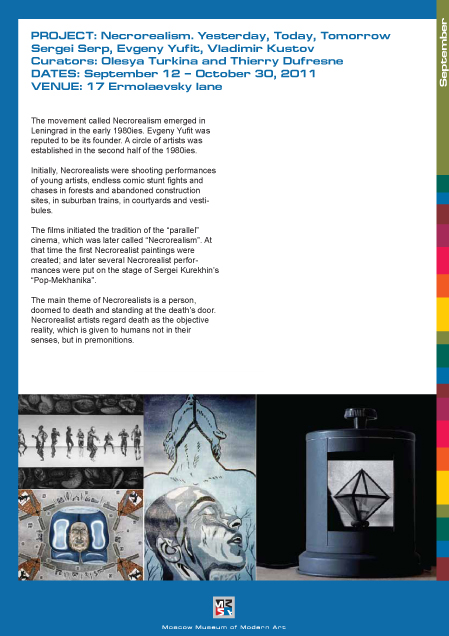 PROJECT: Necrorealism. Yesterday, Today, Tomorrow
Sergei Serp, Evgeny Yufit, Vladimir Kustov
Curators: Olesya Turkina and Thierry Dufresne
DATES: September 12 – October 30, 2011
VENUE: 17 Ermolaevsky lane
September
The movement called Necrorealism emerged in
Leningrad in the early 1980ies. Evgeny Yufit was
reputed to be its founder. A circle of artists was
established in the second half of the 1980ies.
Initially, Necrorealists were shooting performances
of young artists, endless comic stunt fights and
chases in forests and abandoned construction
sites, in suburban trains, in courtyards and vesti-
bules.
The films initiated the tradition of the “parallel”
cinema, which was later called “Necrorealism”. At
that time the first Necrorealist paintings were
created; and later several Necrorealist perfor-
mances were put on the stage of Sergei Kurekhin’s
“Pop-Mekhanika”.
The main theme of Necrorealists is a person,
doomed to death and standing at the death’s door.
Necrorealist artists regard death as the objective
reality, which is given to humans not in their
senses, but in premonitions.
Moscow Museum of Modern Art